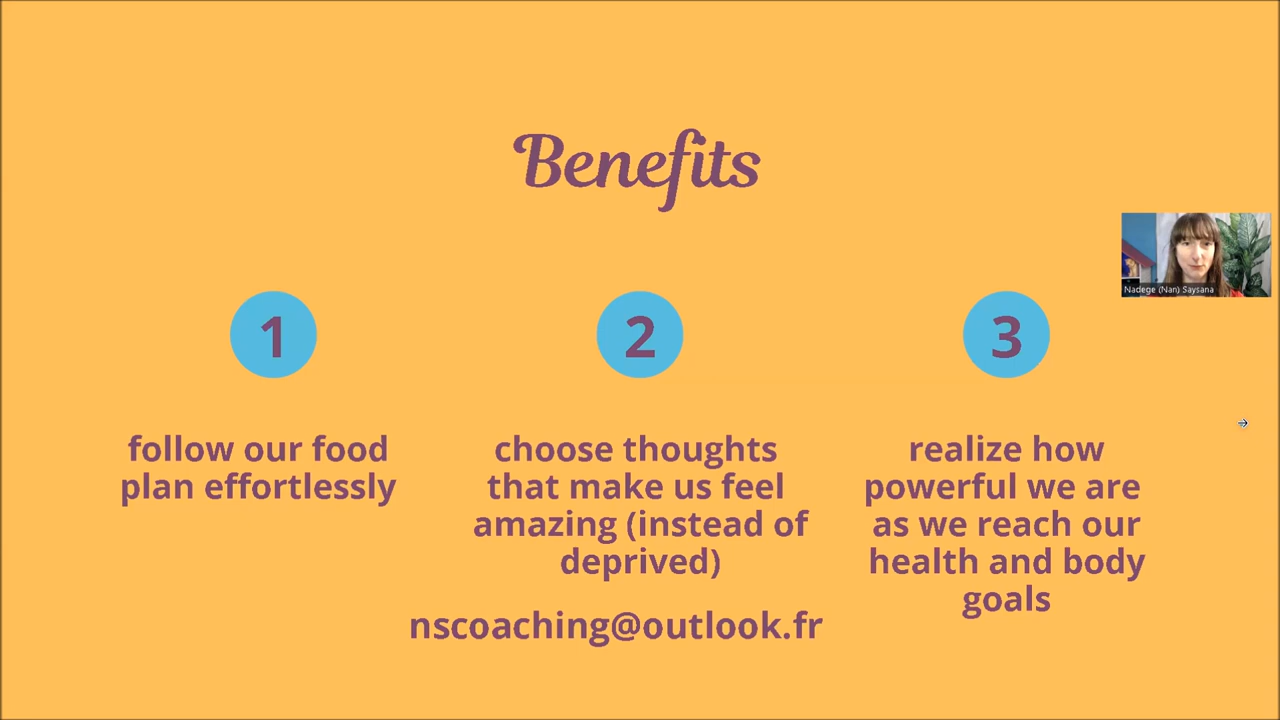 Benefits
Nadege (Nan) Saysana
1
2
3
follow our food
plan effortlessly
choose thoughts
that make us feel
amazing (instead of
deprived)
realize how
powerful we are
as we reach our
health and body
goals
nscoaching@outlook.fr